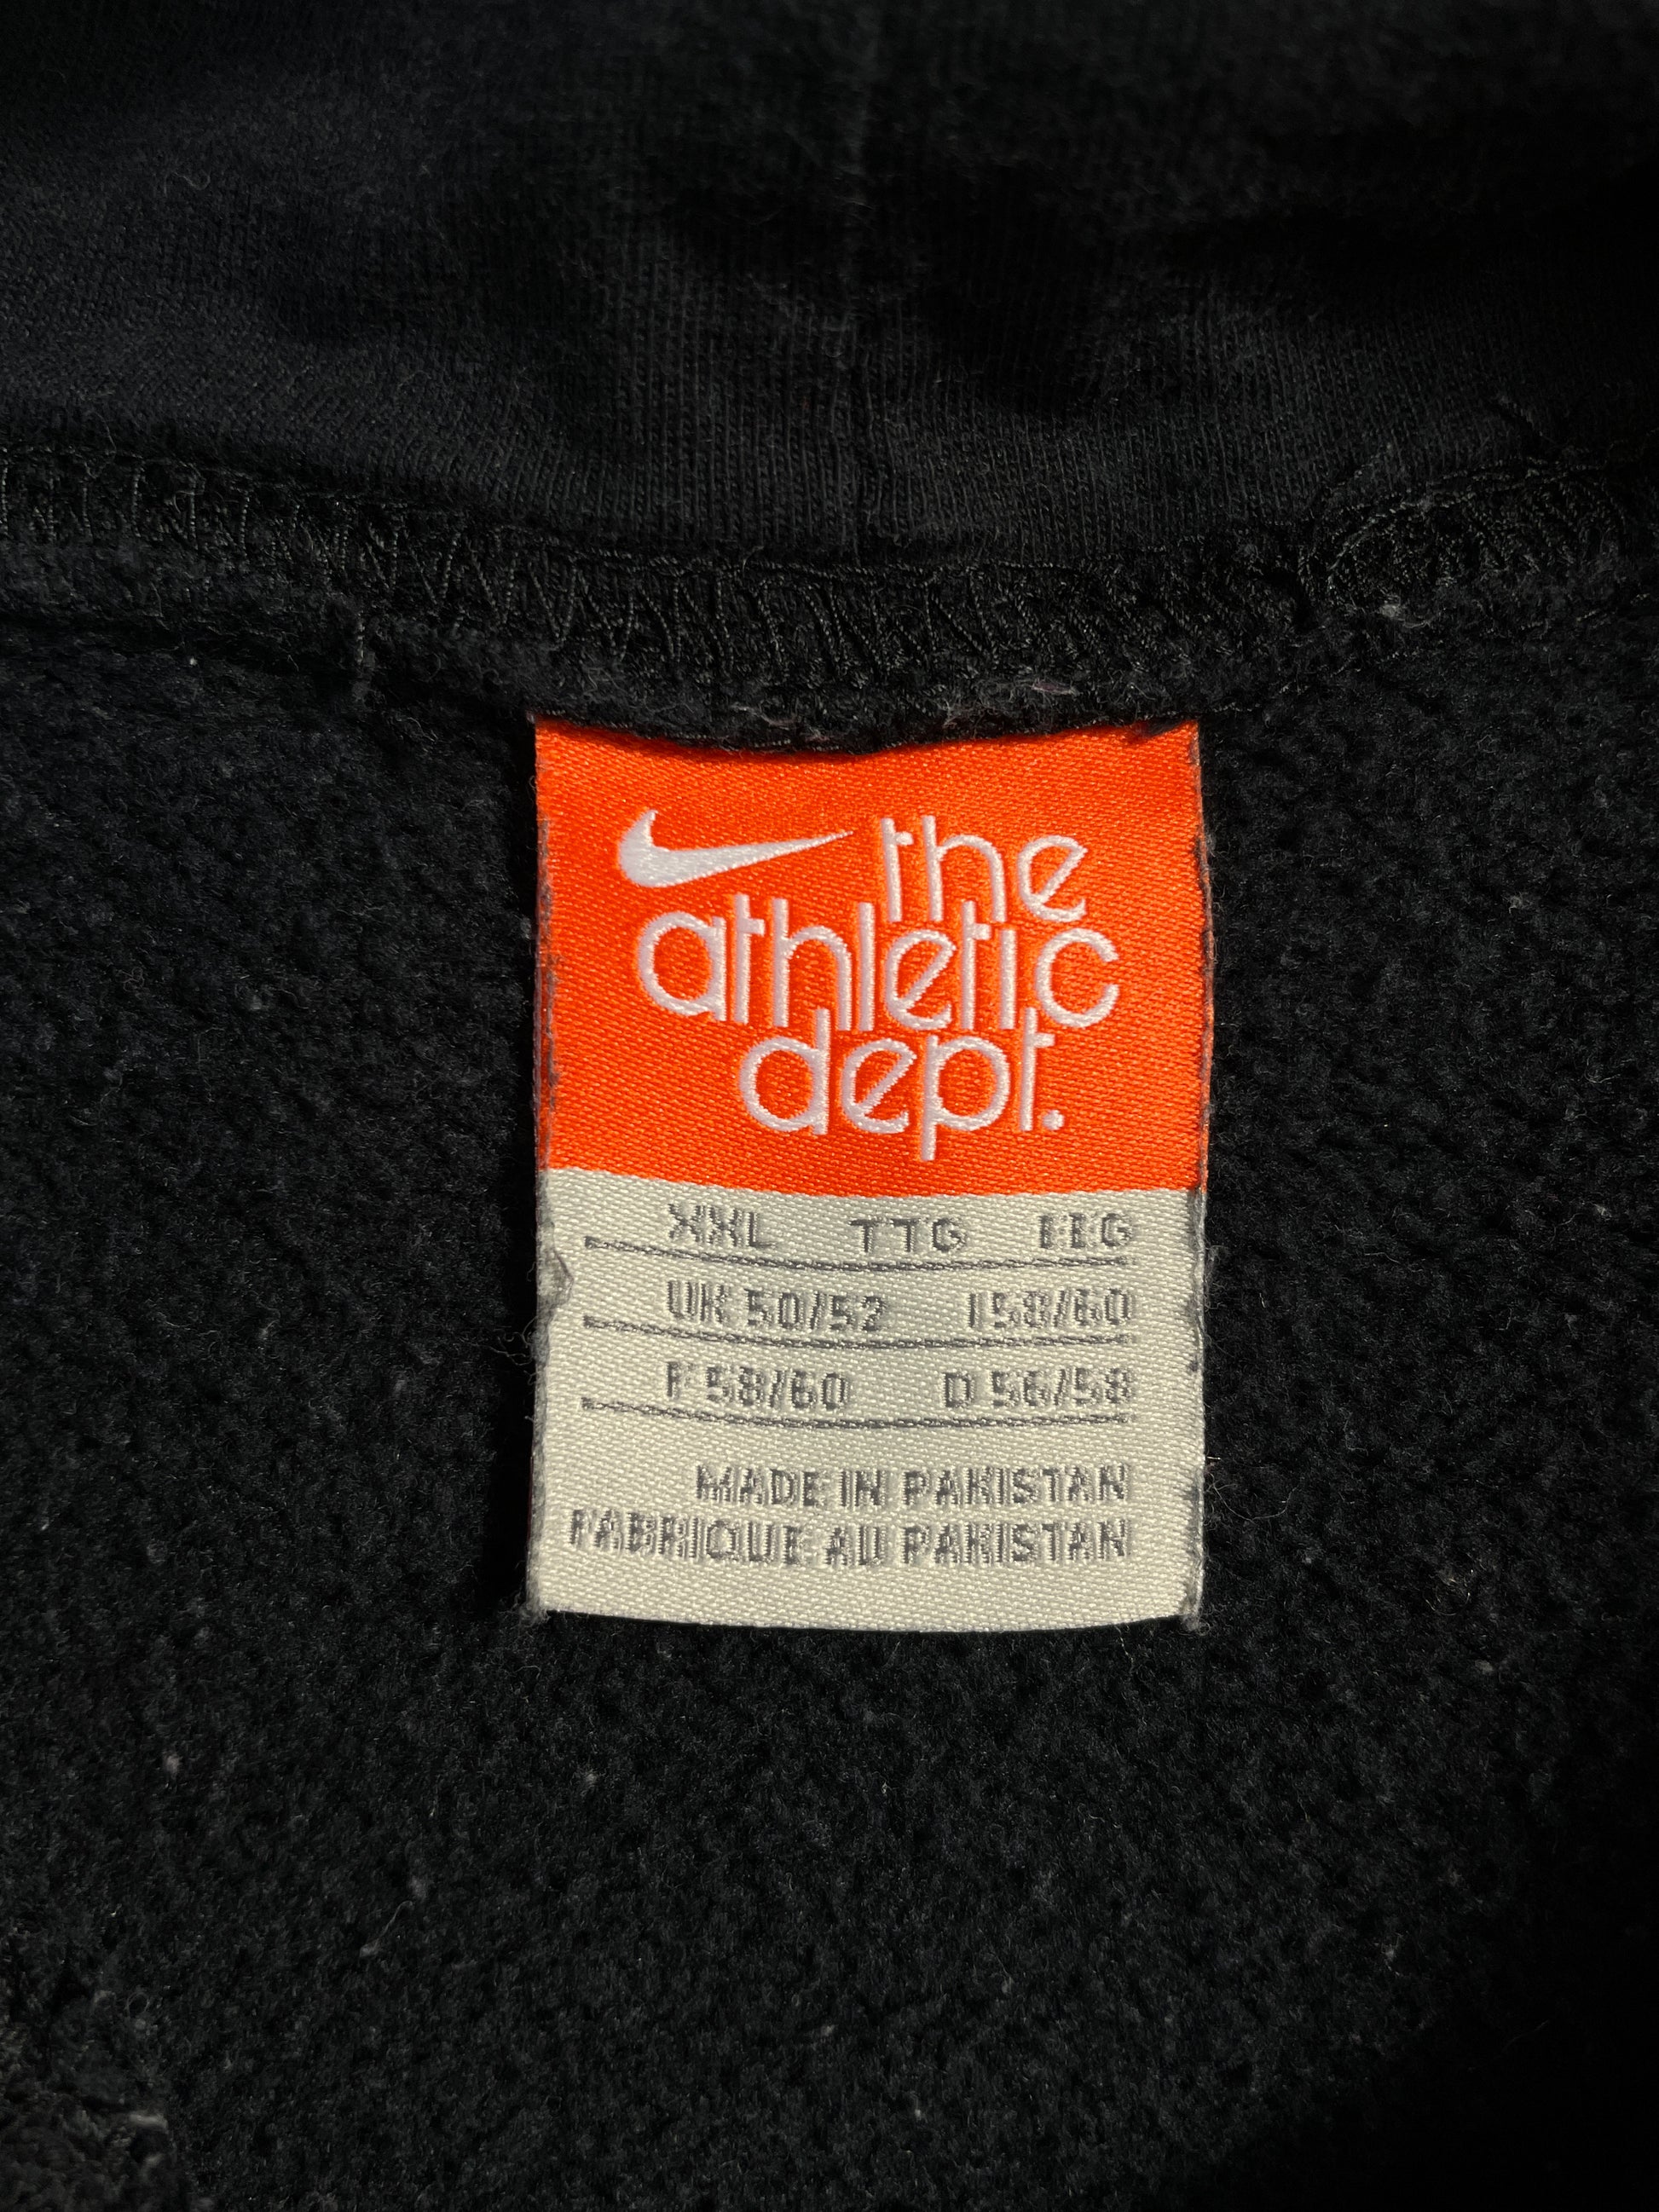 the
athletic
dept.
XXL TTG EEG
UK 50/52 I 58/60
F 58/60 D 56/58
MADE IN PAKISTAN
FABRIQUE AU PAKISTAN